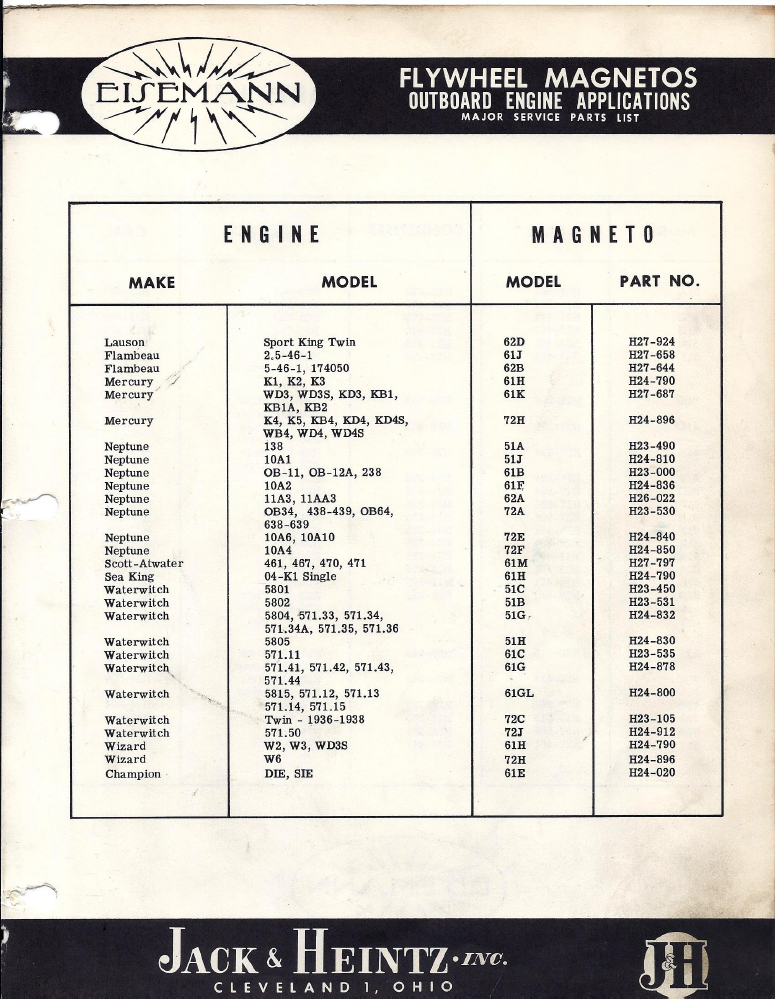 EISEMANN
FLYWHEEL MAGNETOS
OUTBOARD ENGINE APPLICATIONS
MAJOR SERVICE PARTS LIST
ENGINE MAGNETO
MAKE MODEL MODEL PART NO.
Lauson Sport King Twin 62D H27-924
Flambeau 2.5-46-1 61J H27-658
Flambeau 5-46-1, 174050 62B H27-644
Mercury K1, K2, K3 61H H24-790
Mercury WD3, WD3S, KD3, KB1, 61K H27-687
KB1A, KB2
Mercury K4, K5, KB4, KD4, KD4S, 72H H24-896
WB4, WD4, WD4S
Neptune 138 51A H23-490
Neptune 10A1 51J H24-810
Neptune OB-11, OB-12A, 238 61B H23-000
Neptune 10A2 61F H24-836
Neptune 11A3, 11AA3 62A H26-022
Neptune OB34, 438-439, OB64, 72A H23-530
638-639
Neptune 10A6, 10A10 72E H24-840
Neptune 10A4 72F H24-850
Scott-Atwater 461, 467, 470, 471 61M H27-797
Sea King 04-K1 Single 61H H24-790
Waterwitch 5801 51C H23-450
Waterwitch 5802 51B H23-531
Waterwitch 5804, 571.33, 571.34, 51G H24-832
571.34A, 571.35, 571.36
Waterwitch 5805 51H H24-830
Waterwitch 571.11 61C H23-535
Waterwitch 571.41, 571.42, 571.43, 61G H24-878
571.44
Waterwitch 5815, 571.12, 571.13 61GL H24-800
571.14, 571.15
Waterwitch Twin - 1936-1938 72C H23-105
Waterwitch 571.50 72J H24-912
Wizard W2, W3, WD3S 61H H24-790
Wizard W6 72H H24-896
Champion DIE, SIE 61E H24-020
JACK & HEINTZ · INC.
CLEVELAND 1, OHIO
J&H